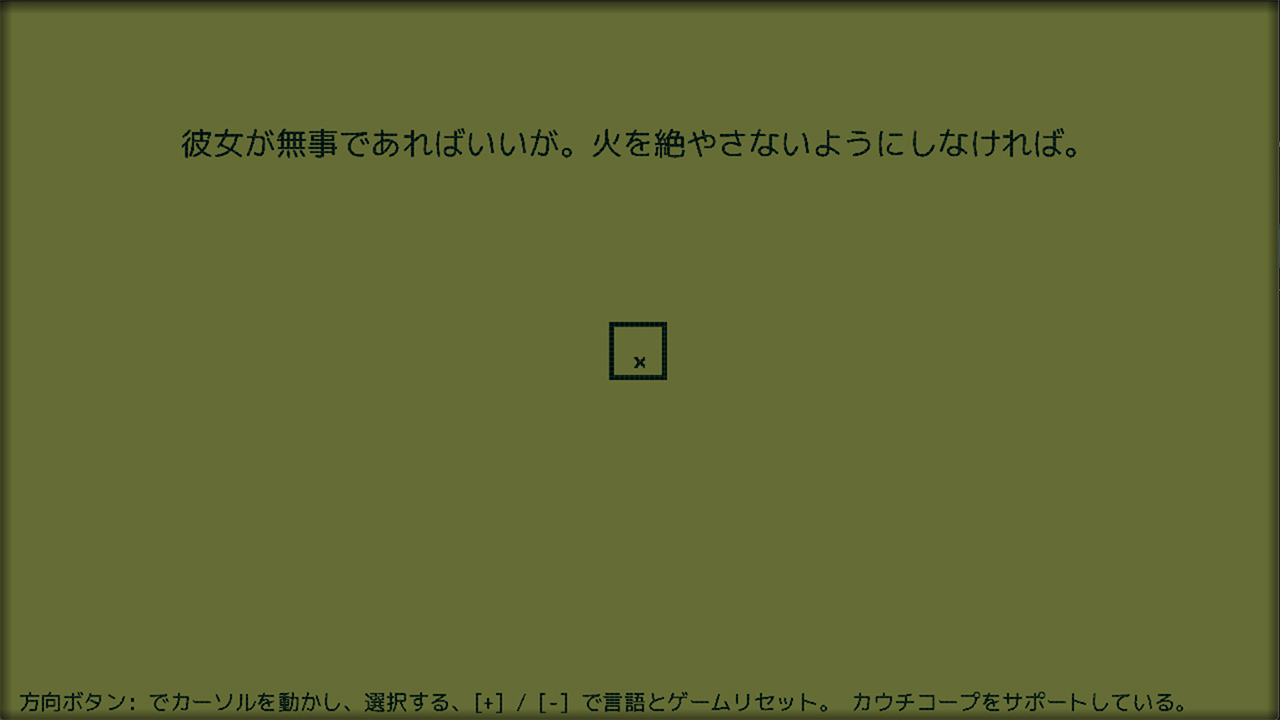 彼女が無事であればいいが。火を絶やさないようにしなければ。
x
方向ボタン: でカーソルを動かし、選択する、[+] / [-] で言語とゲームリセット。 カウチコープをサポートしている。